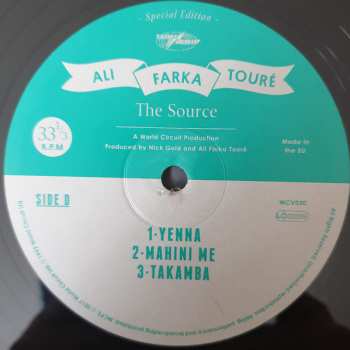 - Special Edition -
ALI FARKA TOURÉ
The Source
33⅓
R.P.M
A World Circuit Production
Produced by Nick Gold and Ali Farka Touré
Made in
the EU
SIDE D
WCV030
1-YENNA
2-MAHINI ME
3-TAKAMBA